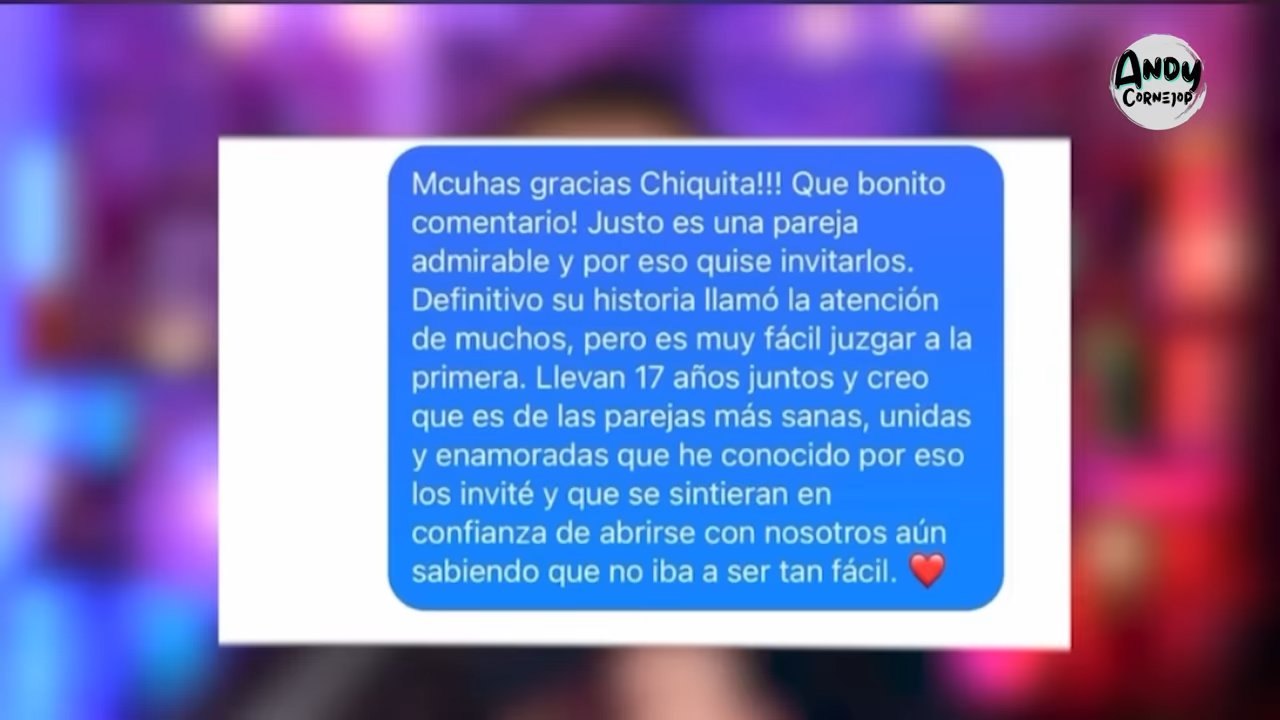 ANDY
CORNEJOP
Mcuhas gracias Chiquita!!! Que bonito
comentario! Justo es una pareja
admirable y por eso quise invitarlos.
Definitivo su historia llamó la atención
de muchos, pero es muy fácil juzgar a la
primera. Llevan 17 años juntos y creo
que es de las parejas más sanas, unidas
y enamoradas que he conocido por eso
los invité y que se sintieran en
confianza de abrirse con nosotros aún
sabiendo que no iba a ser tan fácil. ❤️